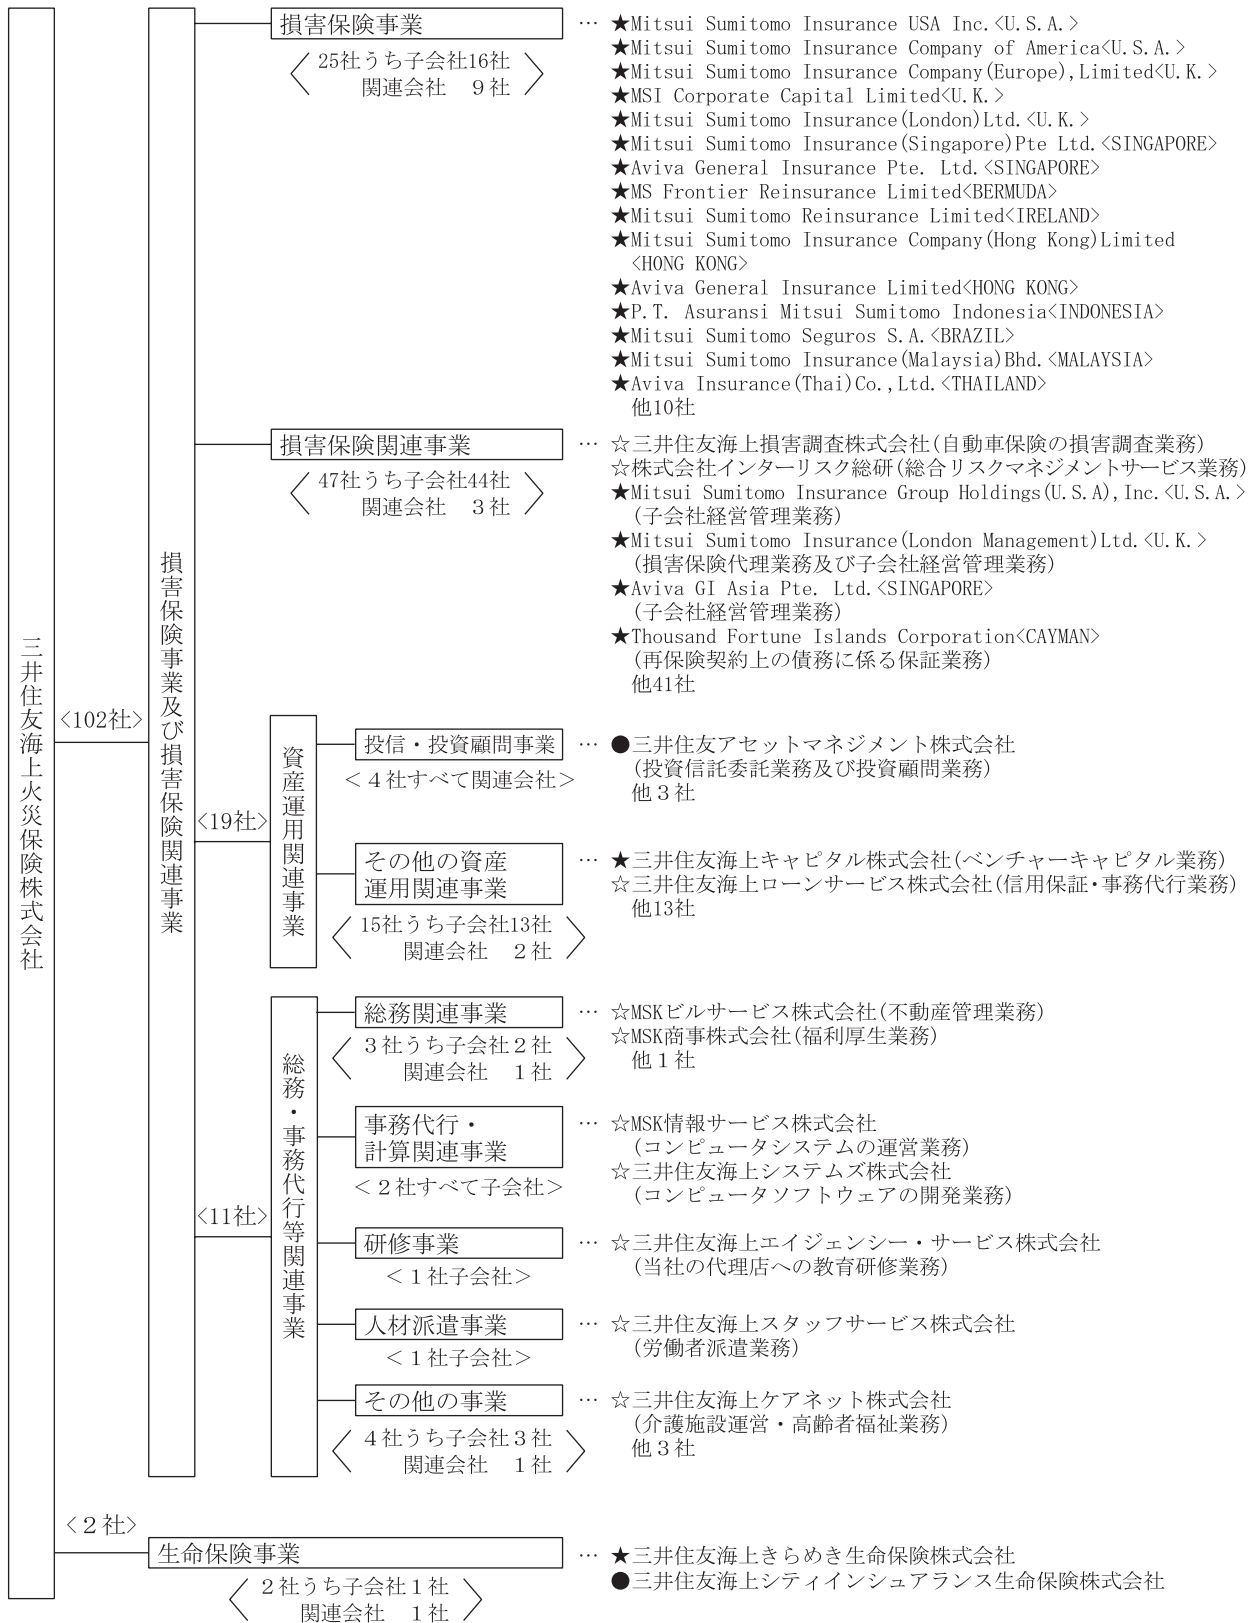 三井住友海上火災保険株式会社
<102社>
損害保険事業及び損害保険関連事業
損害保険事業
25社うち子会社16社
関連会社　９社
… ★Mitsui Sumitomo Insurance USA Inc.<U.S.A.>
★Mitsui Sumitomo Insurance Company of America<U.S.A.>
★Mitsui Sumitomo Insurance Company(Europe),Limited<U.K.>
★MSI Corporate Capital Limited<U.K.>
★Mitsui Sumitomo Insurance(London)Ltd.<U.K.>
★Mitsui Sumitomo Insurance(Singapore)Pte Ltd.<SINGAPORE>
★Aviva General Insurance Pte. Ltd.<SINGAPORE>
★MS Frontier Reinsurance Limited<BERMUDA>
★Mitsui Sumitomo Reinsurance Limited<IRELAND>
★Mitsui Sumitomo Insurance Company(Hong Kong)Limited
<HONG KONG>
★Aviva General Insurance Limited<HONG KONG>
★P.T. Asuransi Mitsui Sumitomo Indonesia<INDONESIA>
★Mitsui Sumitomo Seguros S.A.<BRAZIL>
★Mitsui Sumitomo Insurance(Malaysia)Bhd.<MALAYSIA>
★Aviva Insurance(Thai)Co.,Ltd.<THAILAND>
他10社
損害保険関連事業
47社うち子会社44社
関連会社　３社
… ☆三井住友海上損害調査株式会社(自動車保険の損害調査業務)
☆株式会社インターリスク総研(総合リスクマネジメントサービス業務)
★Mitsui Sumitomo Insurance Group Holdings(U.S.A),Inc.<U.S.A.>
(子会社経営管理業務)
★Mitsui Sumitomo Insurance(London Management)Ltd.<U.K.>
(損害保険代理業務及び子会社経営管理業務)
★Aviva GI Asia Pte. Ltd.<SINGAPORE>
(子会社経営管理業務)
★Thousand Fortune Islands Corporation<CAYMAN>
(再保険契約上の債務に係る保証業務)
他41社
<19社>
資産運用関連事業
投信・投資顧問事業
＜４社すべて関連会社＞
… ●三井住友アセットマネジメント株式会社
(投資信託委託業務及び投資顧問業務)
他３社
その他の資産
運用関連事業
15社うち子会社13社
関連会社　２社
… ★三井住友海上キャピタル株式会社(ベンチャーキャピタル業務)
☆三井住友海上ローンサービス株式会社(信用保証・事務代行業務)
他13社
<11社>
総務・事務代行等関連事業
総務関連事業
３社うち子会社２社
関連会社　１社
… ☆MSKビルサービス株式会社(不動産管理業務)
☆MSK商事株式会社(福利厚生業務)
他１社
事務代行・
計算関連事業
＜２社すべて子会社＞
… ☆MSK情報サービス株式会社
(コンピュータシステムの運営業務)
☆三井住友海上システムズ株式会社
(コンピュータソフトウェアの開発業務)
研修事業
＜１社子会社＞
… ☆三井住友海上エイジェンシー・サービス株式会社
(当社の代理店への教育研修業務)
人材派遣事業
＜１社子会社＞
… ☆三井住友海上スタッフサービス株式会社
(労働者派遣業務)
その他の事業
４社うち子会社３社
関連会社　１社
… ☆三井住友海上ケアネット株式会社
(介護施設運営・高齢者福祉業務)
他３社
＜２社＞
生命保険事業
２社うち子会社１社
関連会社　１社
… ★三井住友海上きらめき生命保険株式会社
●三井住友海上シティインシュアランス生命保険株式会社